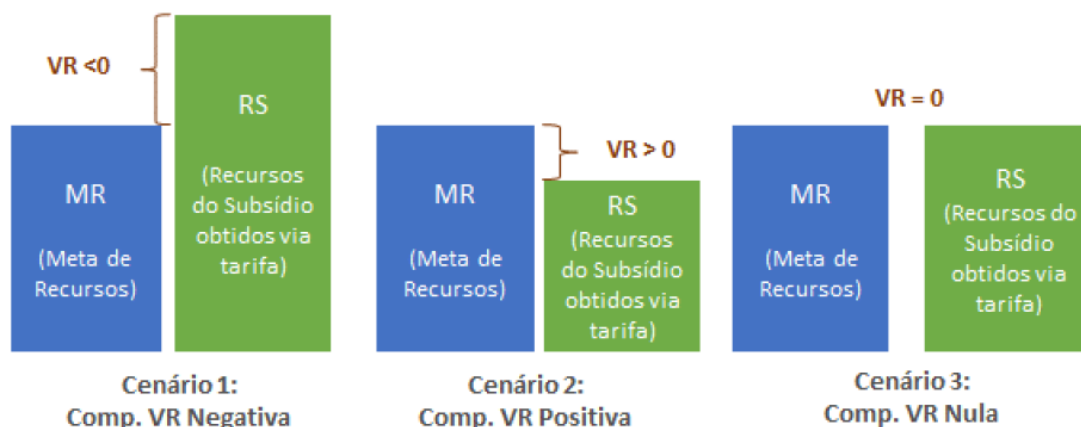 VR <0
MR
(Meta de
Recursos)
RS
(Recursos
do Subsídio
obtidos via
tarifa)
Cenário 1:
Comp. VR Negativa
MR
(Meta de
Recursos)
VR > 0
RS
(Recursos
do Subsídio
obtidos via
tarifa)
Cenário 2:
Comp. VR Positiva
VR = 0
MR
(Meta de
Recursos)
RS
(Recursos do
Subsídio
obtidos via
tarifa)
Cenário 3:
Comp. VR Nula